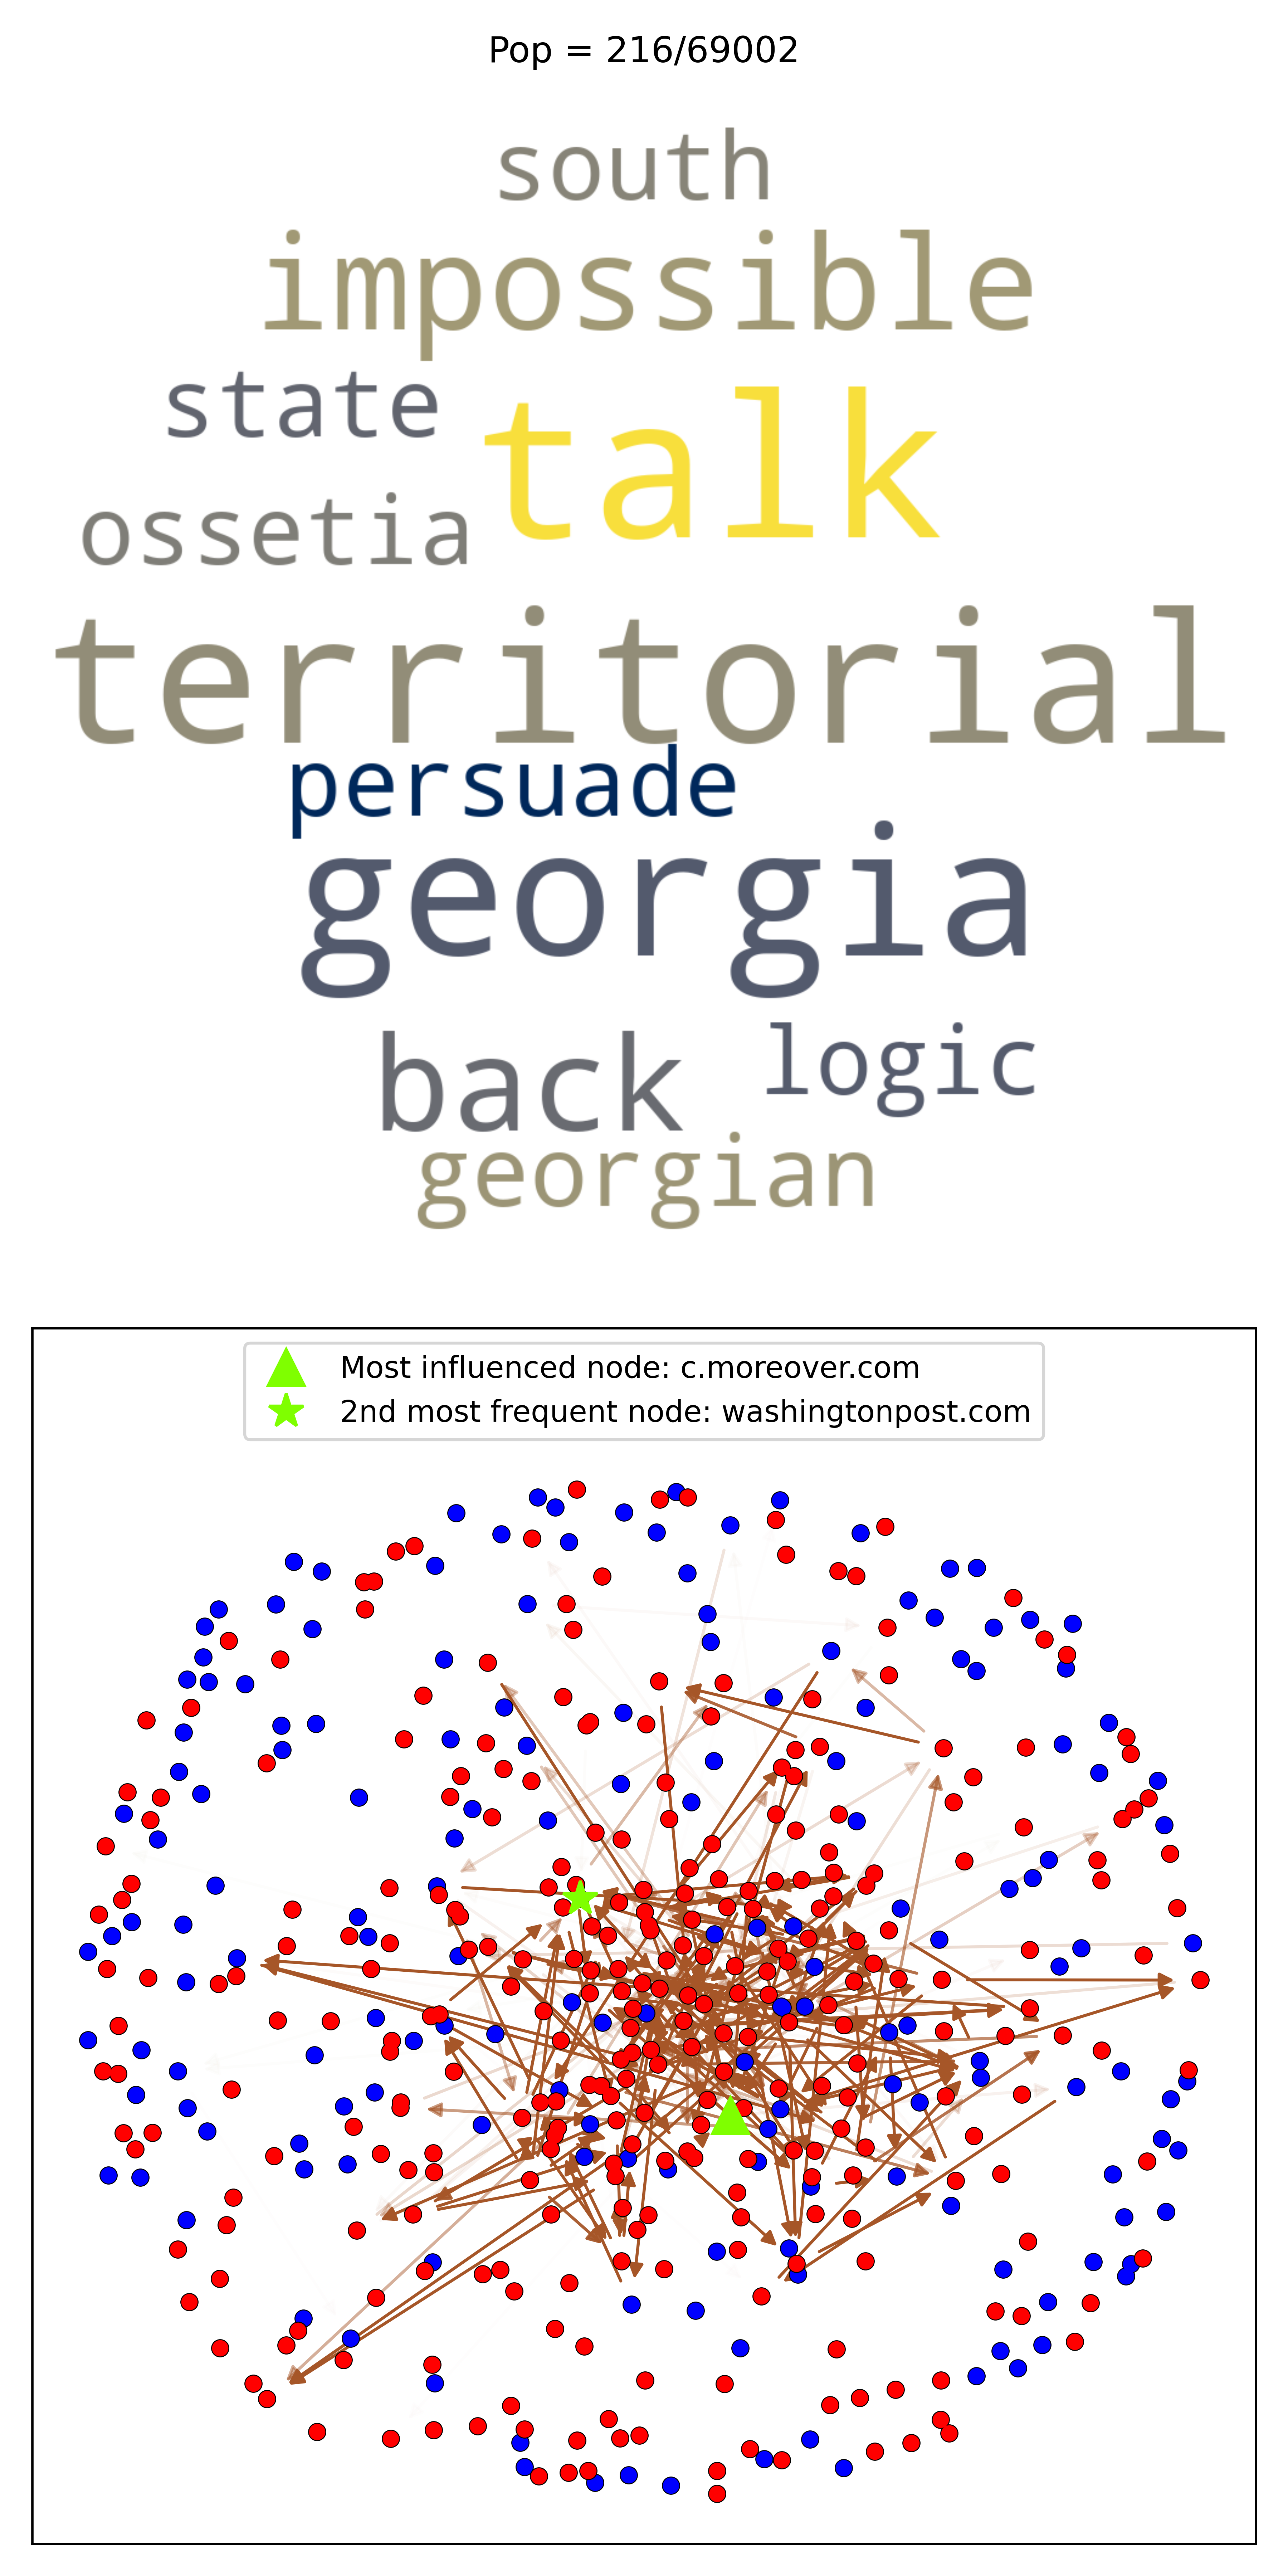 Pop = 216/69002
south
impossible
state
talk
ossetia
territorial
persuade
georgia
back
logic
georgian
Most influenced node: c.moreover.com
2nd most frequent node: washingtonpost.com